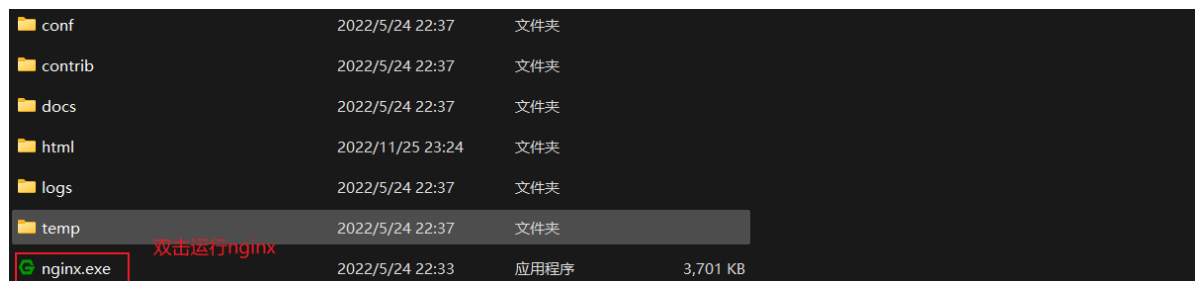 conf 2022/5/24 22:37 文件夹
contrib 2022/5/24 22:37 文件夹
docs 2022/5/24 22:37 文件夹
html 2022/11/25 23:24 文件夹
logs 2022/5/24 22:37 文件夹
temp 2022/5/24 22:37 文件夹
双击运行nginx
nginx.exe 2022/5/24 22:33 应用程序 3,701 KB